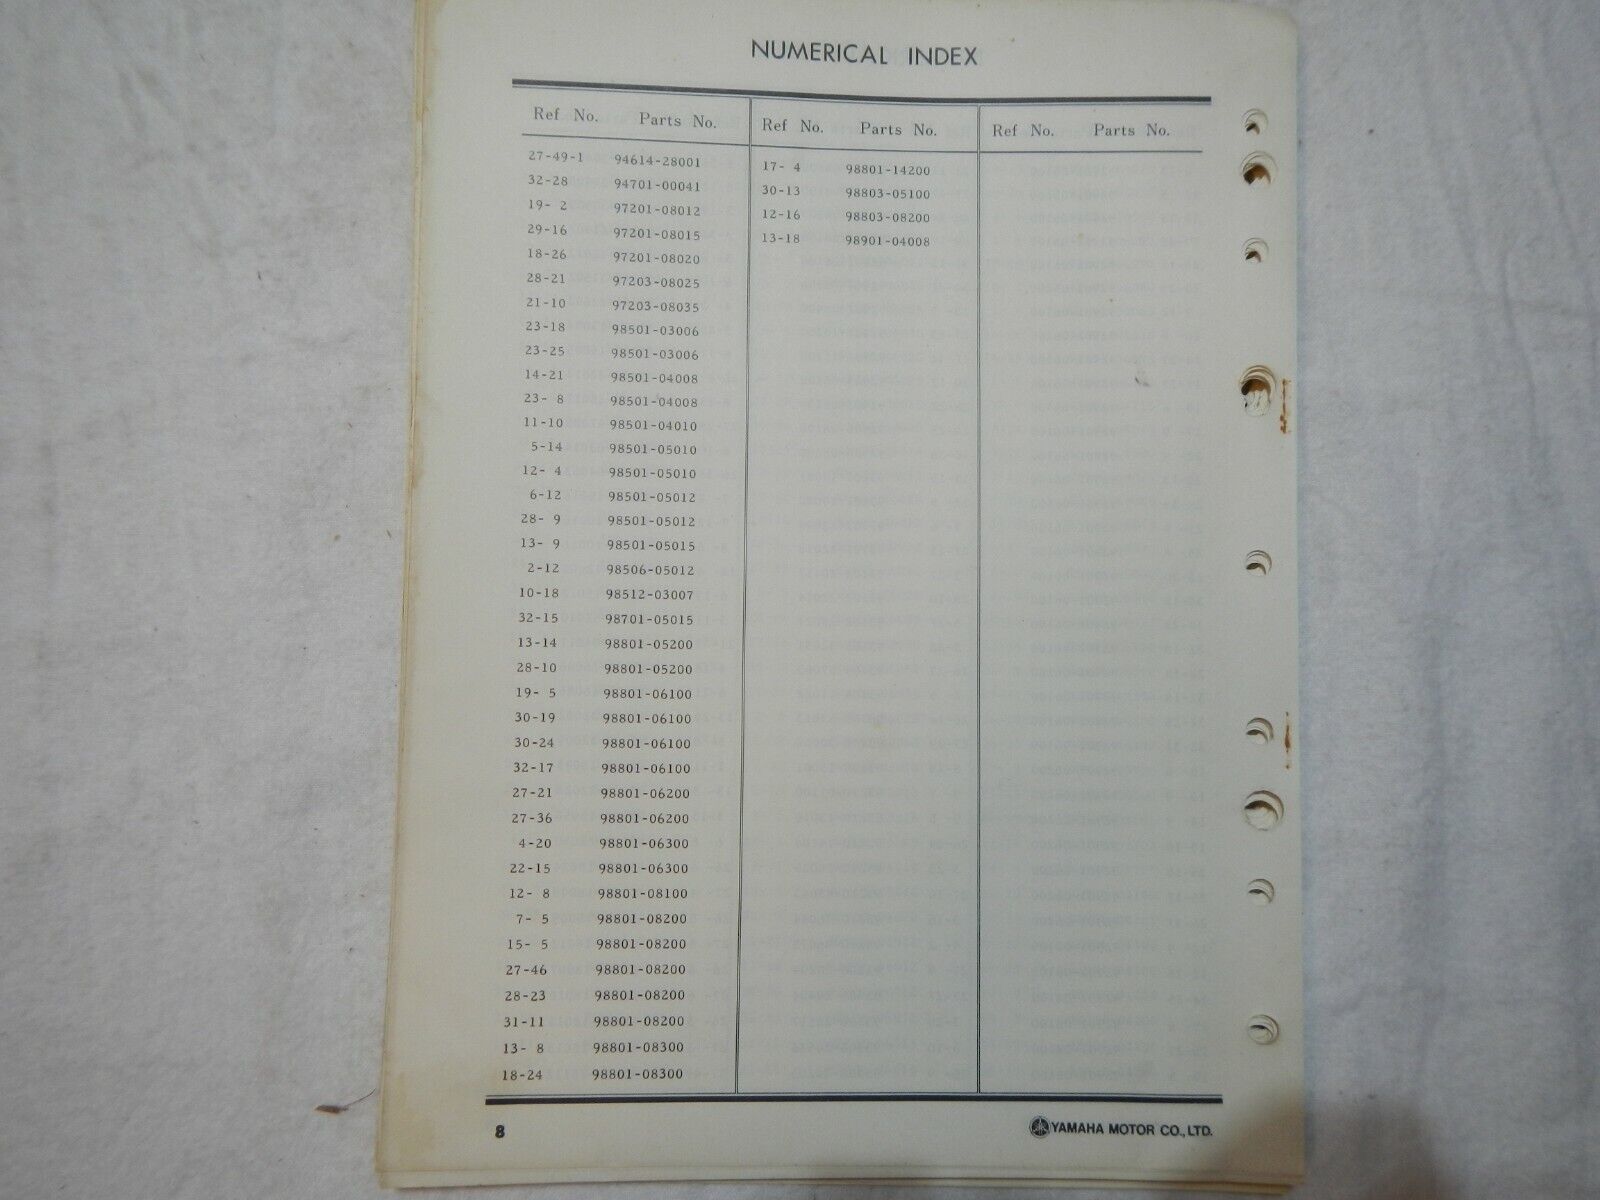 NUMERICAL INDEX
Ref No. Parts No.
27-49-1 94614-28001
32-28 94701-00041
19- 2 97201-08012
29-16 97201-08015
18-26 97201-08020
28-21 97203-08025
21-10 97203-08035
23-18 98501-03006
23-25 98501-03006
14-21 98501-04008
23- 8 98501-04008
11-10 98501-04010
5-14 98501-05010
12- 4 98501-05010
6-12 98501-05012
28- 9 98501-05012
13- 9 98501-05015
2-12 98506-05012
10-18 98512-03007
32-15 98701-05015
13-14 98801-05200
28-10 98801-05200
19- 5 98801-06100
30-19 98801-06100
30-24 98801-06100
32-17 98801-06100
27-21 98801-06200
27-36 98801-06200
4-20 98801-06300
22-15 98801-06300
12- 8 98801-08100
7- 5 98801-08200
15- 5 98801-08200
27-46 98801-08200
28-23 98801-08200
31-11 98801-08200
13- 8 98801-08300
18-24 98801-08300
Ref No. Parts No.
17- 4 98801-14200
30-13 98803-05100
12-16 98803-08200
13-18 98901-04008
Ref No. Parts No.
8
YAMAHA MOTOR CO., LTD.